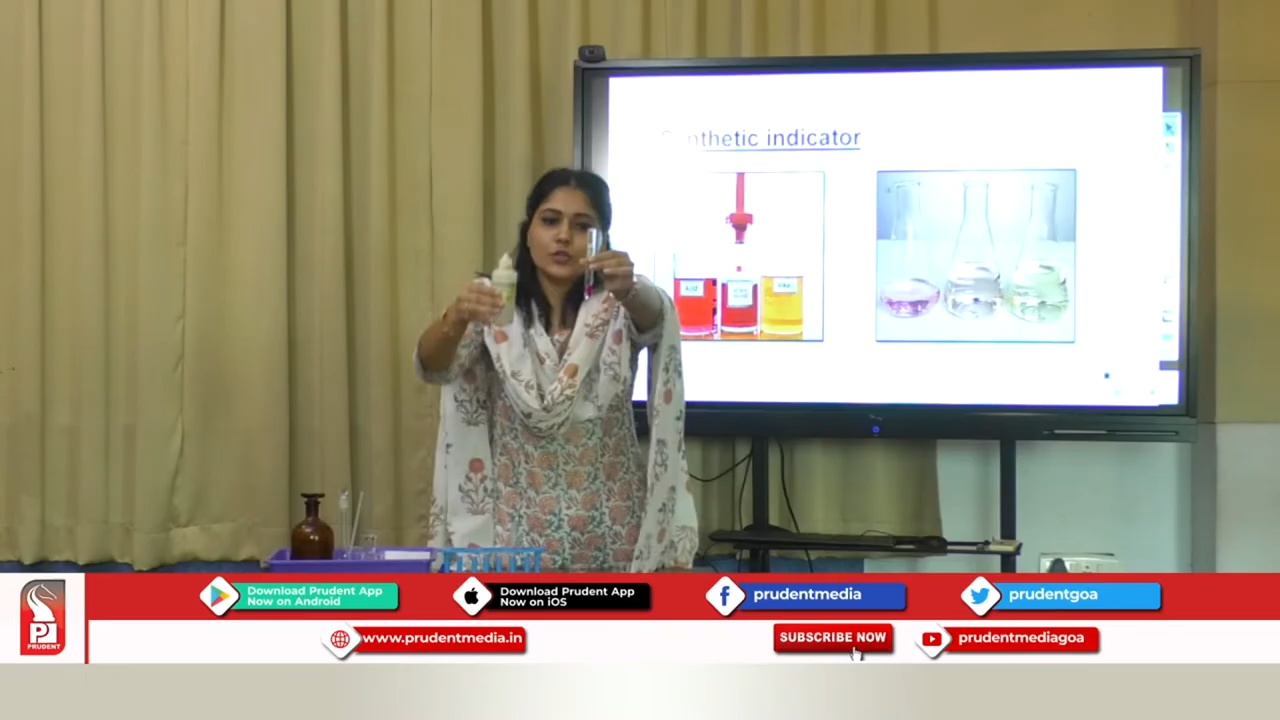 indicator
Download Prudent App
Now on Android
Download Prudent App
Now on iOS
prudentmedia
prudentgoa
PRUDENT
www.prudentmedia.in
SUBSCRIBE NOW
prudentmediagoa